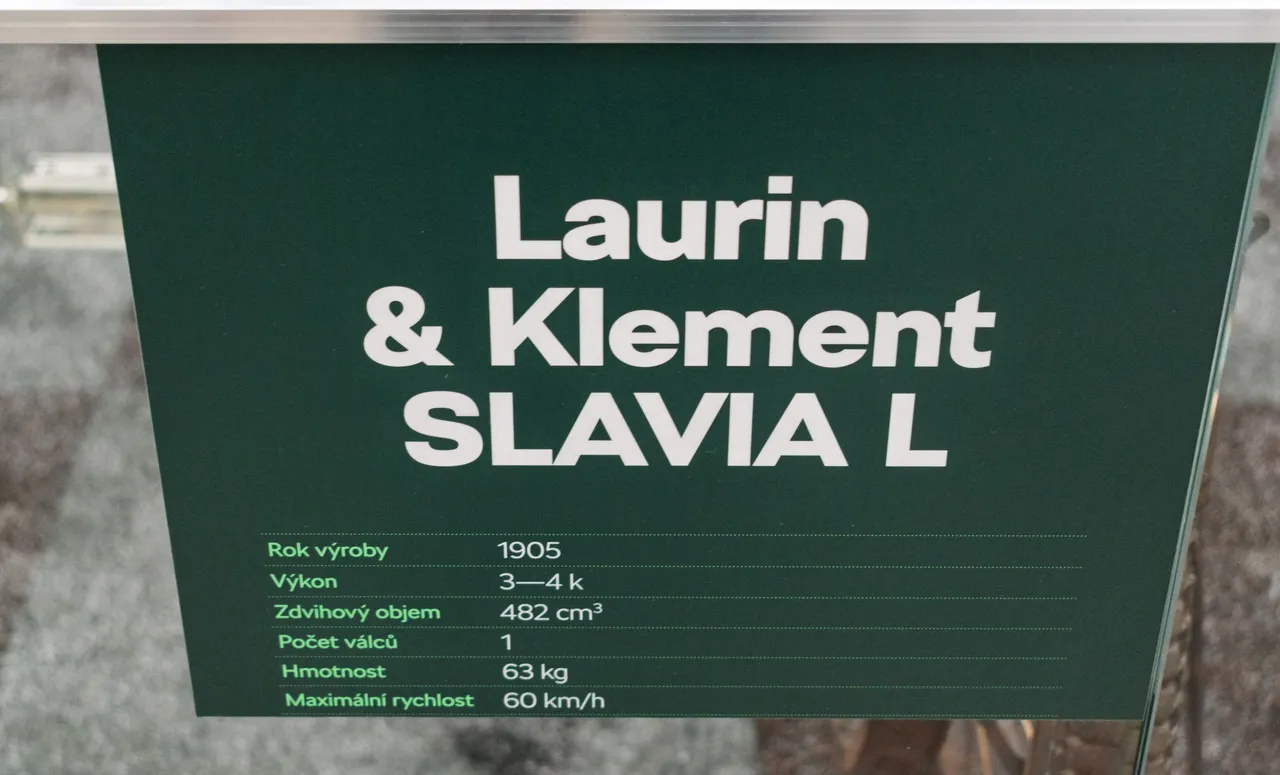 Laurin
& Klement
SLAVIA L
Rok výroby 1905
Výkon 3—4 k
Zdvihový objem 482 cm³
Počet válců 1
Hmotnost 63 kg
Maximální rychlost 60 km/h